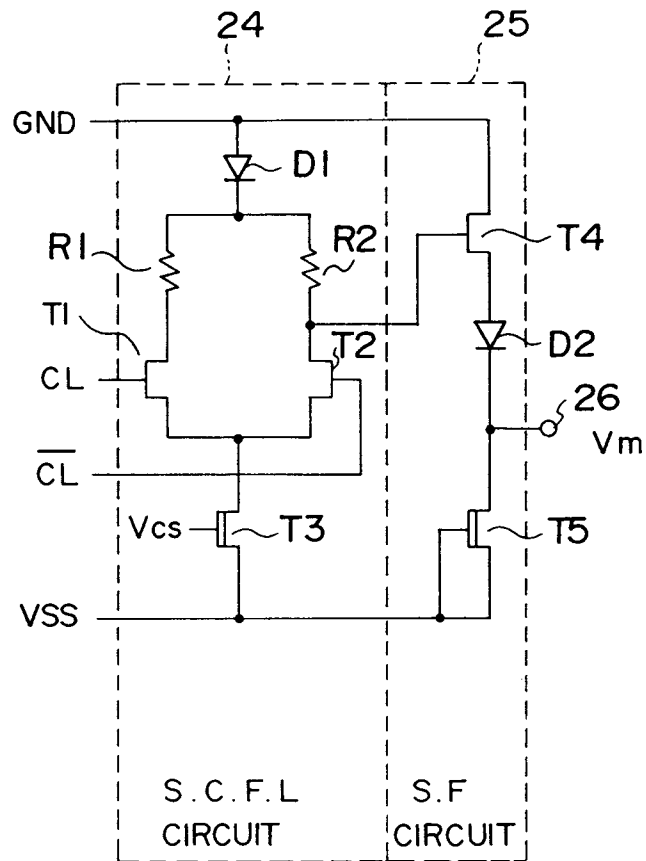 24
25
GND
D1
R1
R2
T4
T1
T2
D2
CL
26
Vm
C̅L̅
Vcs
T3
T5
VSS
S.C.F.L
CIRCUIT
S.F
CIRCUIT